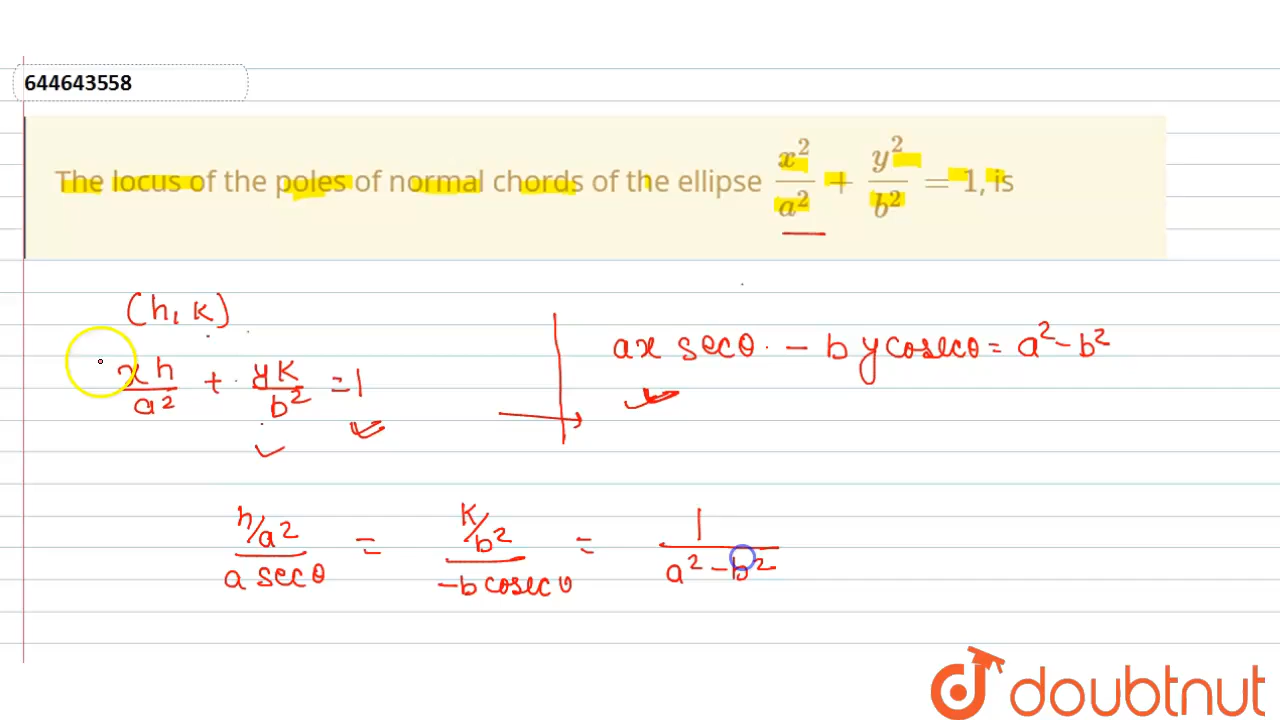 644643558
The locus of the poles of normal chords of the ellipse x²/a² + y²/b² = 1, is
(h, k)
xh/a² + yk/b² = 1
ax secθ - by cosecθ = a² - b²
h/a² / a secθ = k/b² / -b cosecθ = 1 / a² - b²
doubtnut